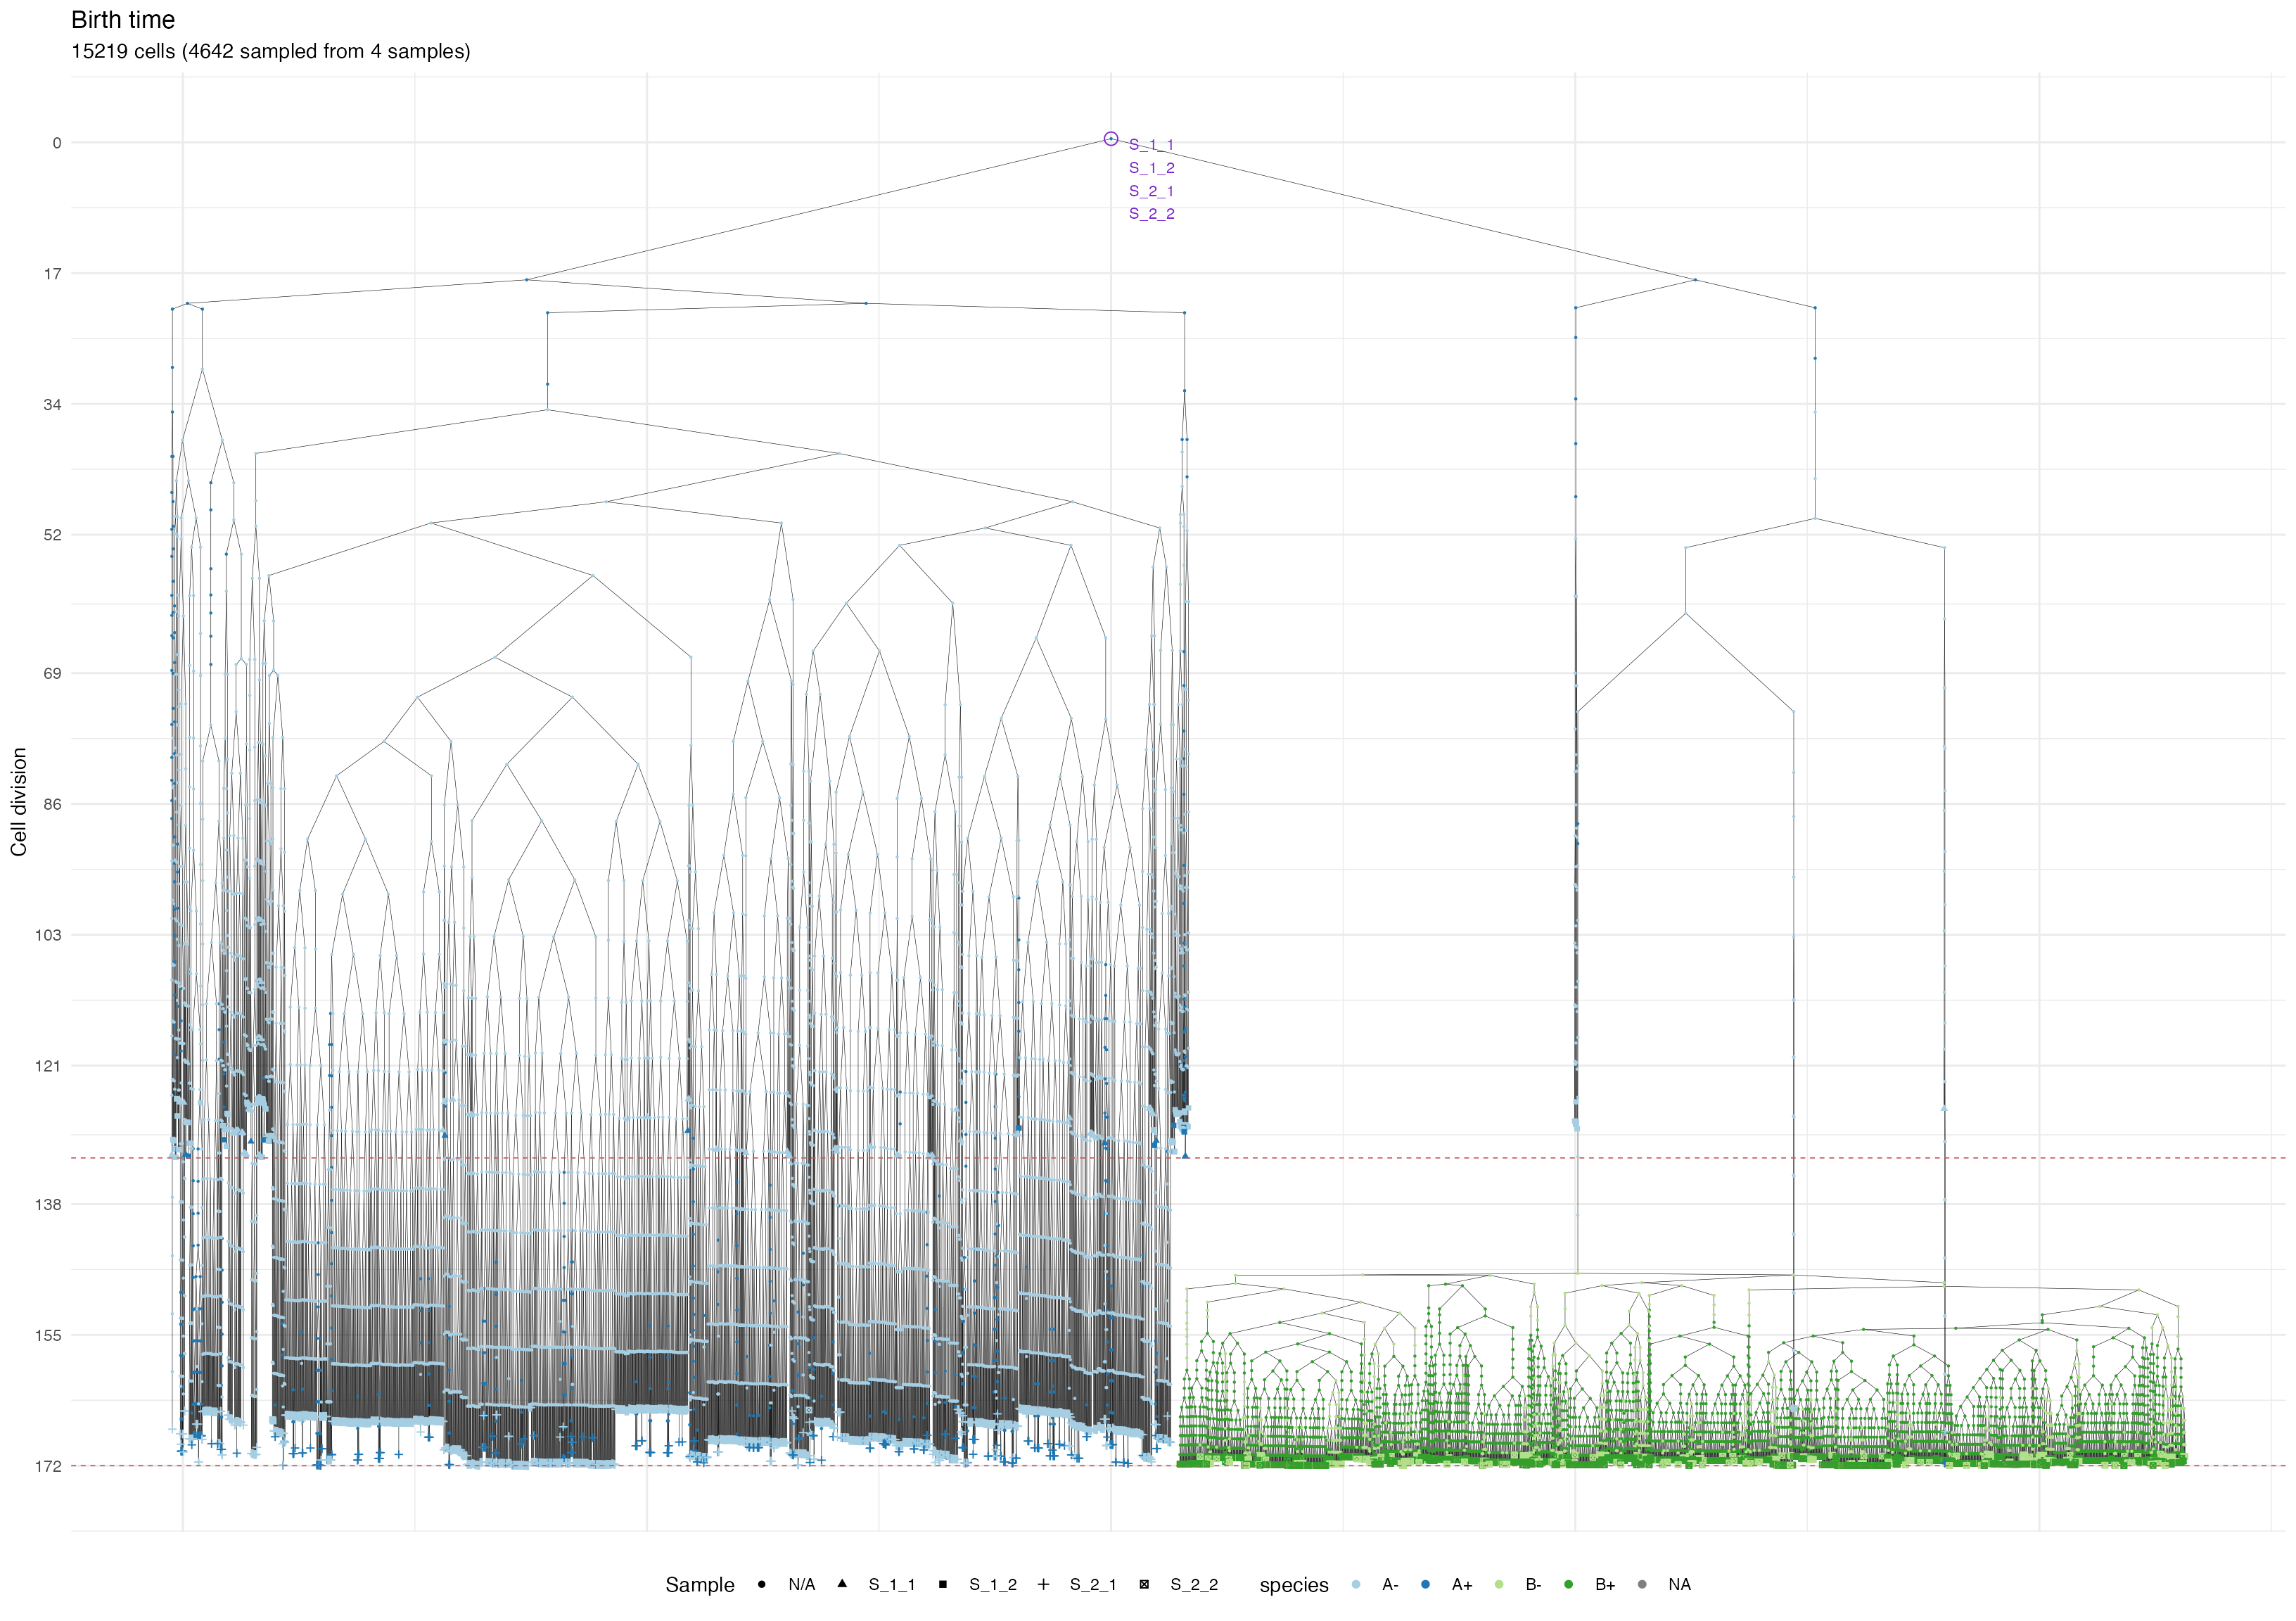 Birth time
15219 cells (4642 sampled from 4 samples)
0
S_1_1
S_1_2
S_2_1
S_2_2
17
34
52
69
86
103
121
138
155
172
Cell division
Sample N/A S_1_1 S_1_2 S_2_1 S_2_2 species A- A+ B- B+ NA